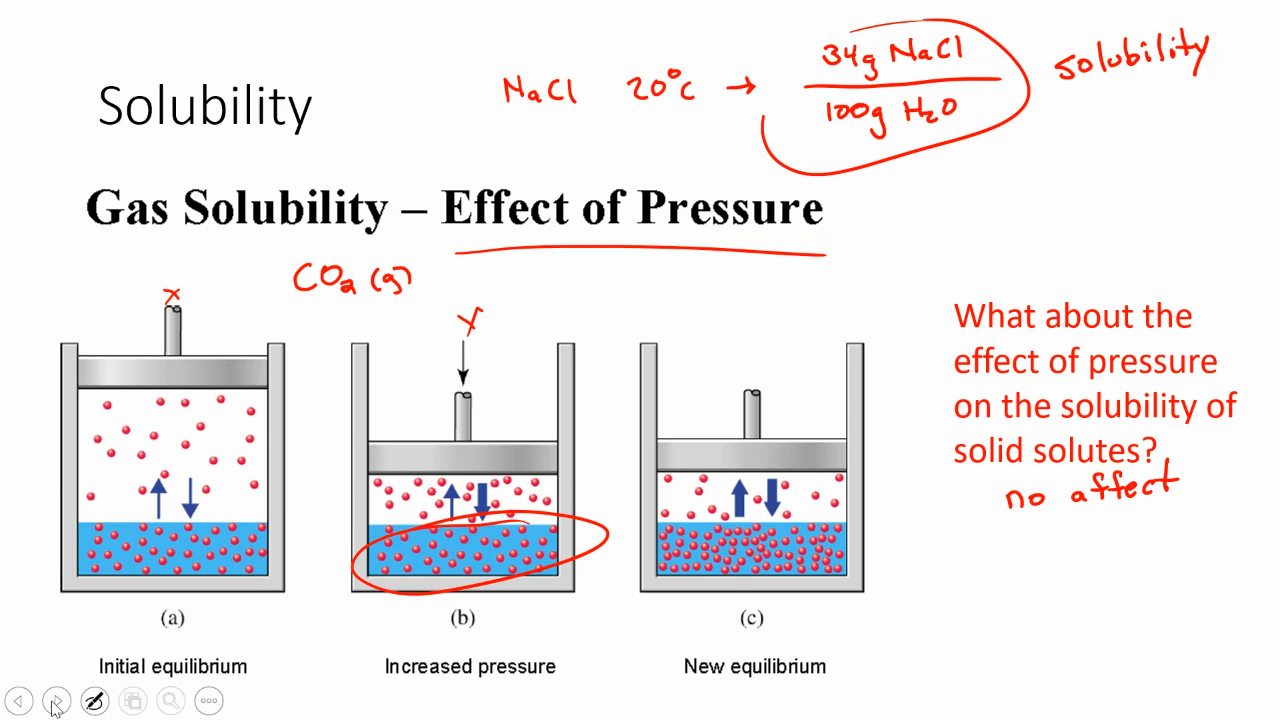 NaCl 20°C → 34g NaCl
100g H₂O
solubility
Solubility
Gas Solubility – Effect of Pressure
CO₂ (g)
x
Y
What about the
effect of pressure
on the solubility of
solid solutes?
no affect
(a)
(b)
(c)
Initial equilibrium
Increased pressure
New equilibrium